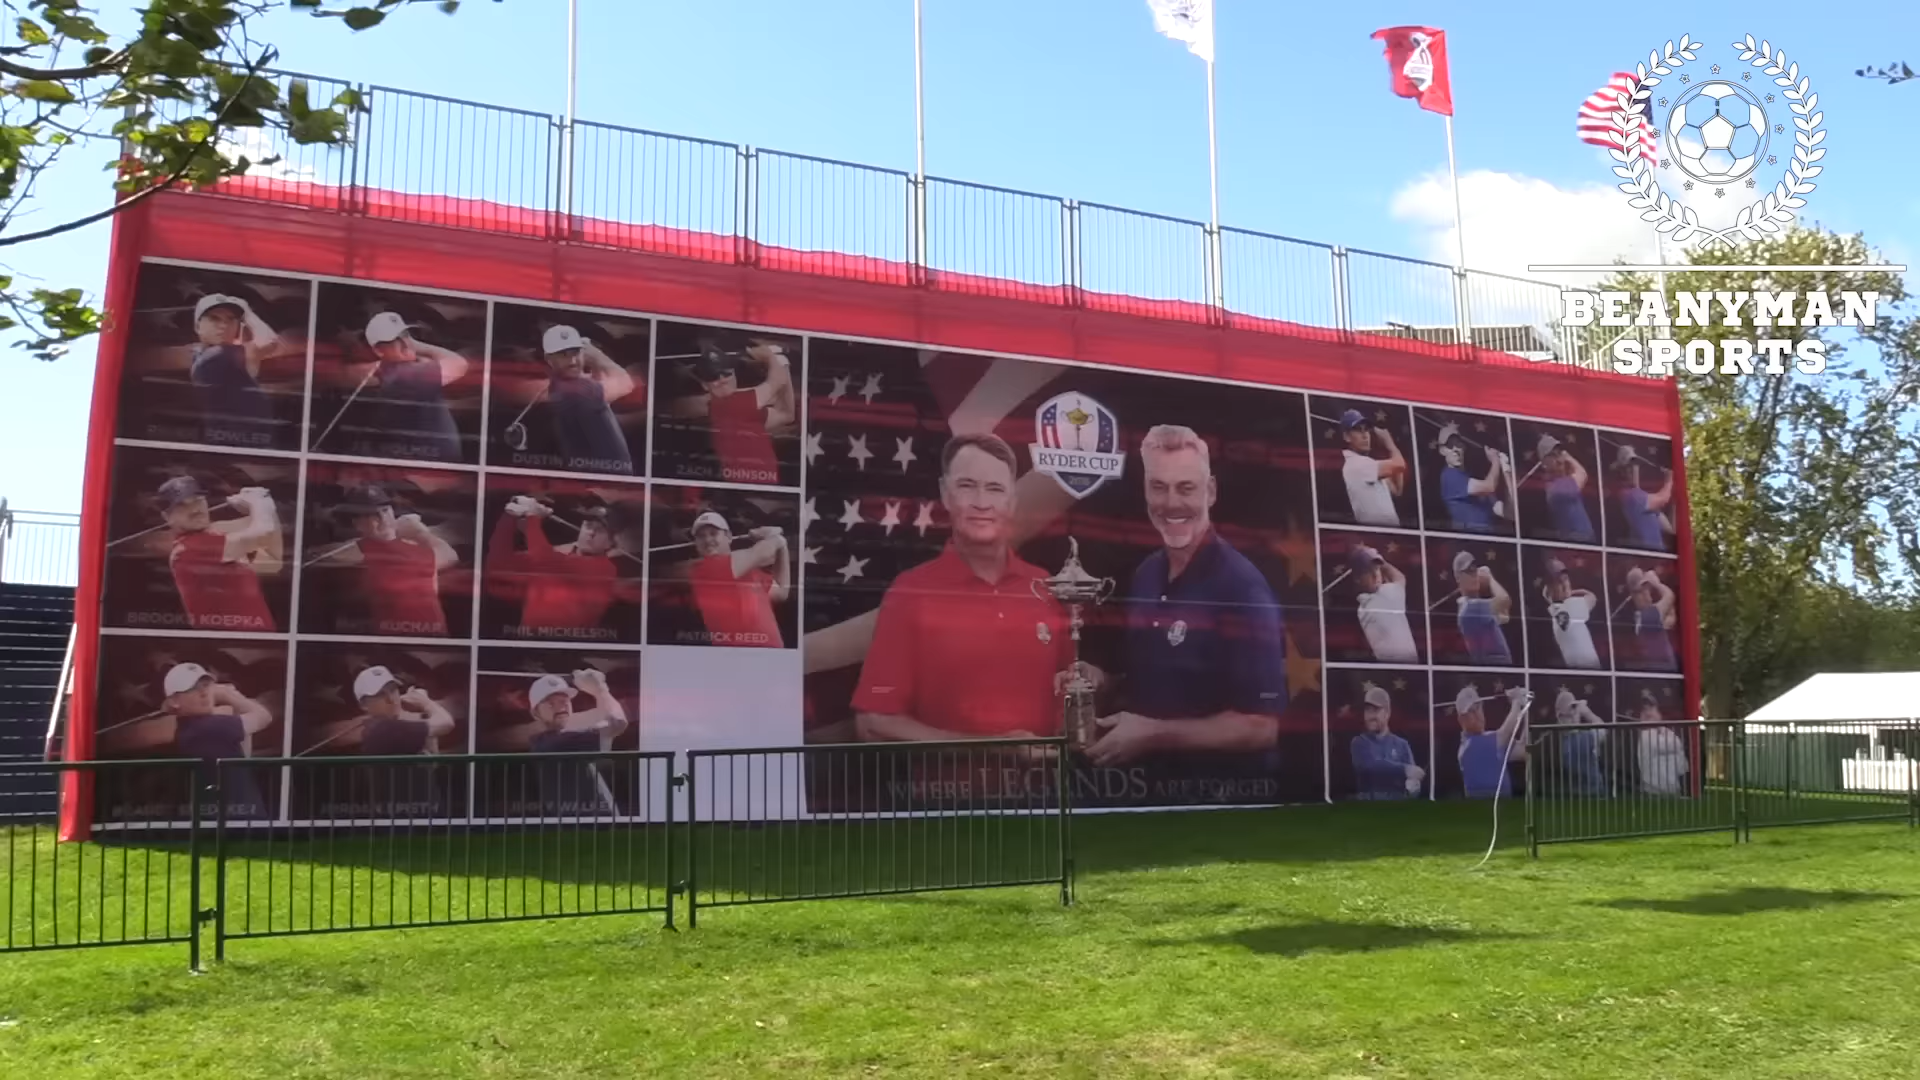 BEANYMAN
SPORTS
RYDER CUP
2016
FOWLER
HOLMES
DUSTIN JOHNSON
ZACH JOHNSON
BROOKS KOEPKA
MATT KUCHAR
PHIL MICKELSON
PATRICK REED
JORDAN SPIETH
JIMMY WALKER
WHERE LEGENDS ARE FORGED